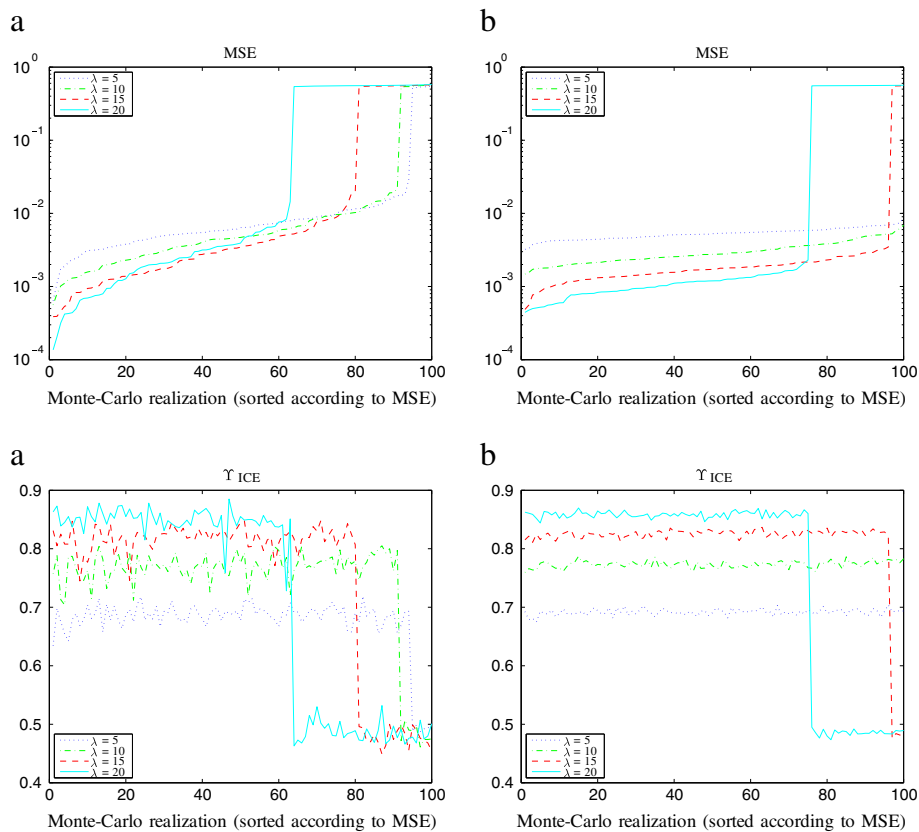 a
MSE
10^0
10^-1
10^-2
10^-3
10^-4
λ = 5
λ = 10
λ = 15
λ = 20
0 20 40 60 80 100
Monte-Carlo realization (sorted according to MSE)
b
MSE
10^0
10^-1
10^-2
10^-3
10^-4
λ = 5
λ = 10
λ = 15
λ = 20
0 20 40 60 80 100
Monte-Carlo realization (sorted according to MSE)
a
ϒ ICE
0.9
0.8
0.7
0.6
0.5
0.4
λ = 5
λ = 10
λ = 15
λ = 20
0 20 40 60 80 100
Monte-Carlo realization (sorted according to MSE)
b
ϒ ICE
0.9
0.8
0.7
0.6
0.5
0.4
λ = 5
λ = 10
λ = 15
λ = 20
0 20 40 60 80 100
Monte-Carlo realization (sorted according to MSE)